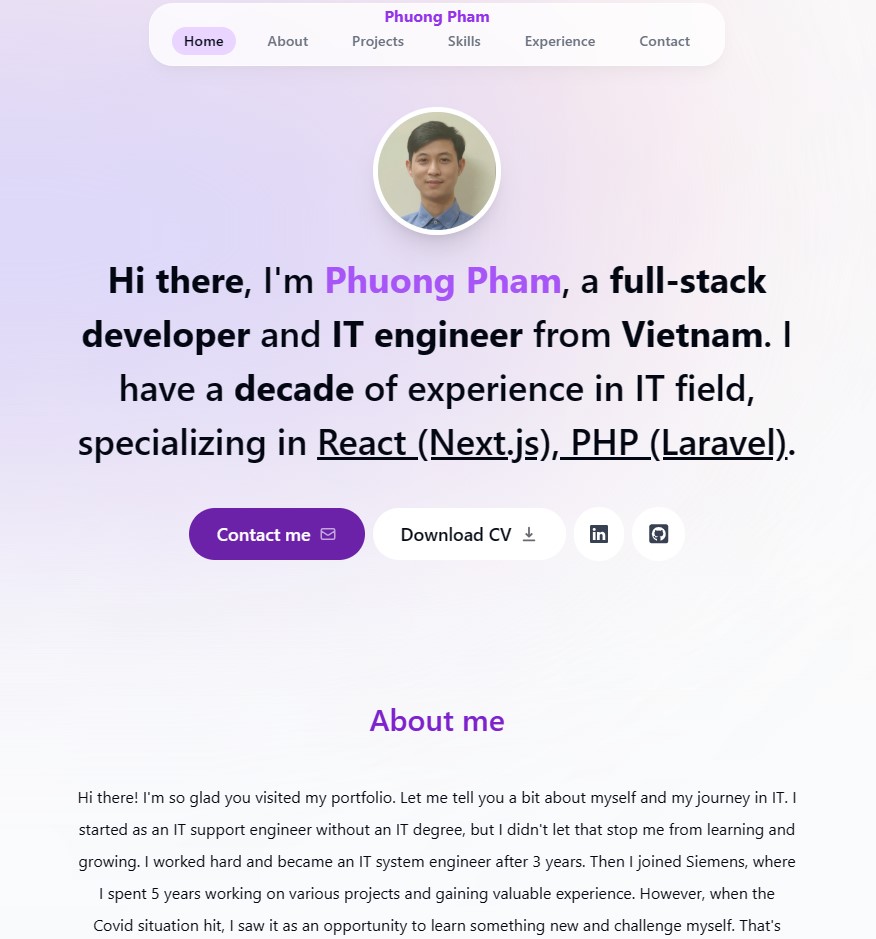 Phuong Pham
Home About Projects Skills Experience Contact
Hi there, I'm Phuong Pham, a full-stack
developer and IT engineer from Vietnam. I
have a decade of experience in IT field,
specializing in React (Next.js), PHP (Laravel).
Contact me Download CV in
About me
Hi there! I'm so glad you visited my portfolio. Let me tell you a bit about myself and my journey in IT. I
started as an IT support engineer without an IT degree, but I didn't let that stop me from learning and
growing. I worked hard and became an IT system engineer after 3 years. Then I joined Siemens, where
I spent 5 years working on various projects and gaining valuable experience. However, when the
Covid situation hit, I saw it as an opportunity to learn something new and challenge myself. That's